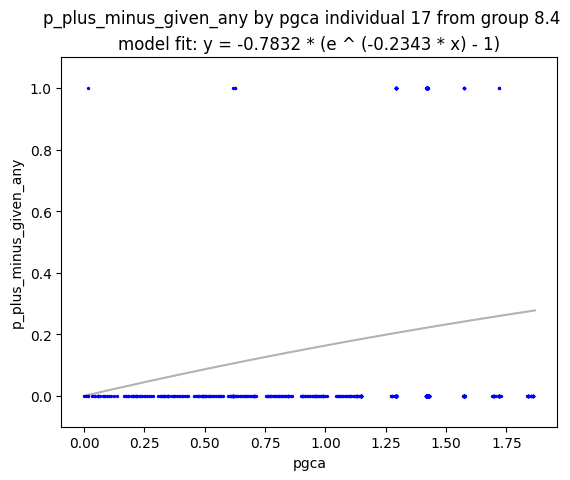 p_plus_minus_given_any by pgca individual 17 from group 8.4
model fit: y = -0.7832 * (e ^ (-0.2343 * x) - 1)
1.0
0.8
0.6
0.4
0.2
0.0
p_plus_minus_given_any
0.00 0.25 0.50 0.75 1.00 1.25 1.50 1.75
pgca